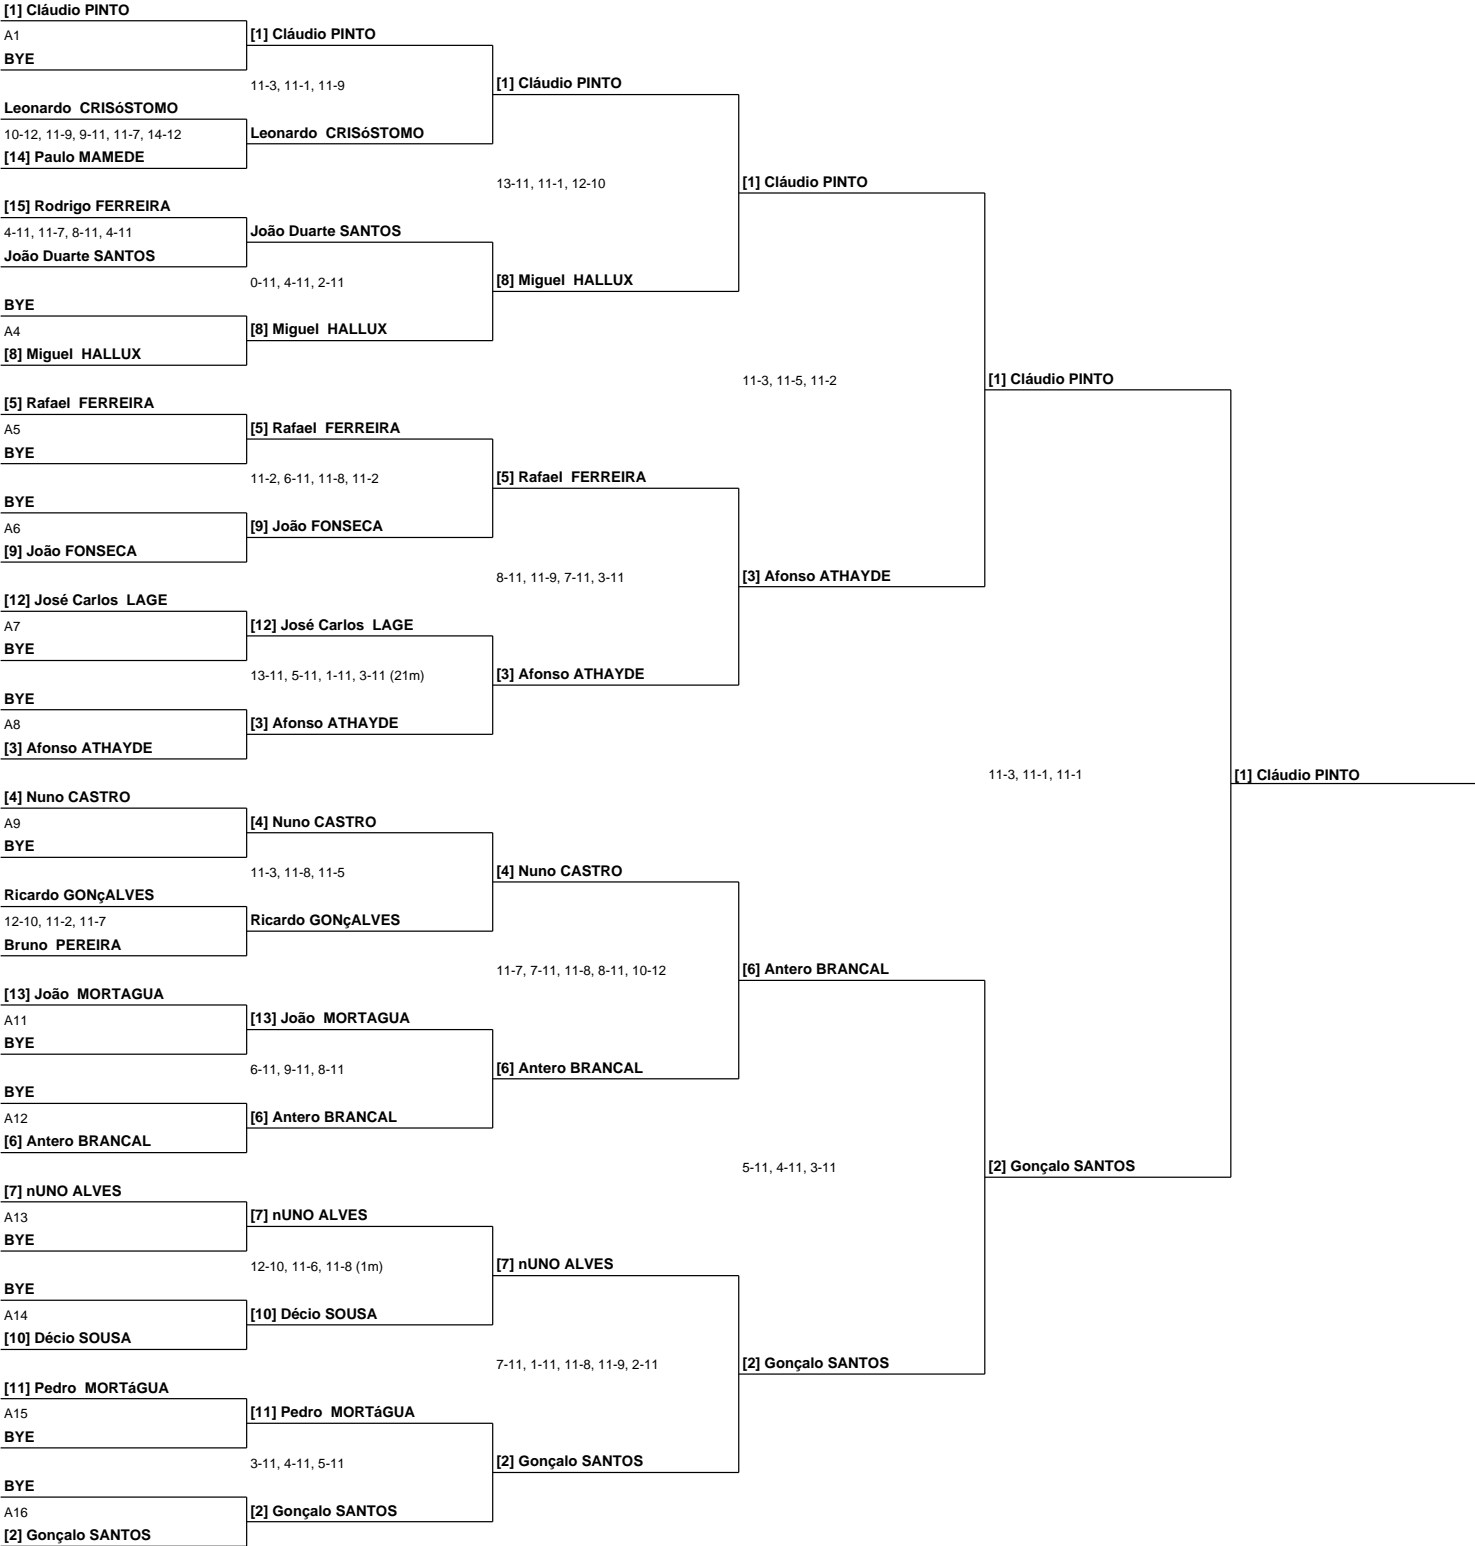 [1] Cláudio PINTO
A1
[1] Cláudio PINTO
BYE
11-3, 11-1, 11-9
[1] Cláudio PINTO
Leonardo  CRISóSTOMO
10-12, 11-9, 9-11, 11-7, 14-12
Leonardo  CRISóSTOMO
[14] Paulo MAMEDE
13-11, 11-1, 12-10
[1] Cláudio PINTO
[15] Rodrigo FERREIRA
4-11, 11-7, 8-11, 4-11
João Duarte SANTOS
João Duarte SANTOS
0-11, 4-11, 2-11
[8] Miguel  HALLUX
BYE
A4
[8] Miguel  HALLUX
[8] Miguel  HALLUX
11-3, 11-5, 11-2
[1] Cláudio PINTO
[5] Rafael  FERREIRA
A5
[5] Rafael  FERREIRA
BYE
11-2, 6-11, 11-8, 11-2
[5] Rafael  FERREIRA
BYE
A6
[9] João FONSECA
[9] João FONSECA
8-11, 11-9, 7-11, 3-11
[3] Afonso ATHAYDE
[12] José Carlos  LAGE
A7
[12] José Carlos  LAGE
BYE
13-11, 5-11, 1-11, 3-11 (21m)
[3] Afonso ATHAYDE
BYE
A8
[3] Afonso ATHAYDE
[3] Afonso ATHAYDE
11-3, 11-1, 11-1
[1] Cláudio PINTO
[4] Nuno CASTRO
A9
[4] Nuno CASTRO
BYE
11-3, 11-8, 11-5
[4] Nuno CASTRO
Ricardo GONçALVES
12-10, 11-2, 11-7
Ricardo GONçALVES
Bruno  PEREIRA
11-7, 7-11, 11-8, 8-11, 10-12
[6] Antero BRANCAL
[13] João  MORTAGUA
A11
[13] João  MORTAGUA
BYE
6-11, 9-11, 8-11
[6] Antero BRANCAL
BYE
A12
[6] Antero BRANCAL
[6] Antero BRANCAL
5-11, 4-11, 3-11
[2] Gonçalo SANTOS
[7] nUNO ALVES
A13
[7] nUNO ALVES
BYE
12-10, 11-6, 11-8 (1m)
[7] nUNO ALVES
BYE
A14
[10] Décio SOUSA
[10] Décio SOUSA
7-11, 1-11, 11-8, 11-9, 2-11
[2] Gonçalo SANTOS
[11] Pedro  MORTáGUA
A15
[11] Pedro  MORTáGUA
BYE
3-11, 4-11, 5-11
[2] Gonçalo SANTOS
BYE
A16
[2] Gonçalo SANTOS
[2] Gonçalo SANTOS